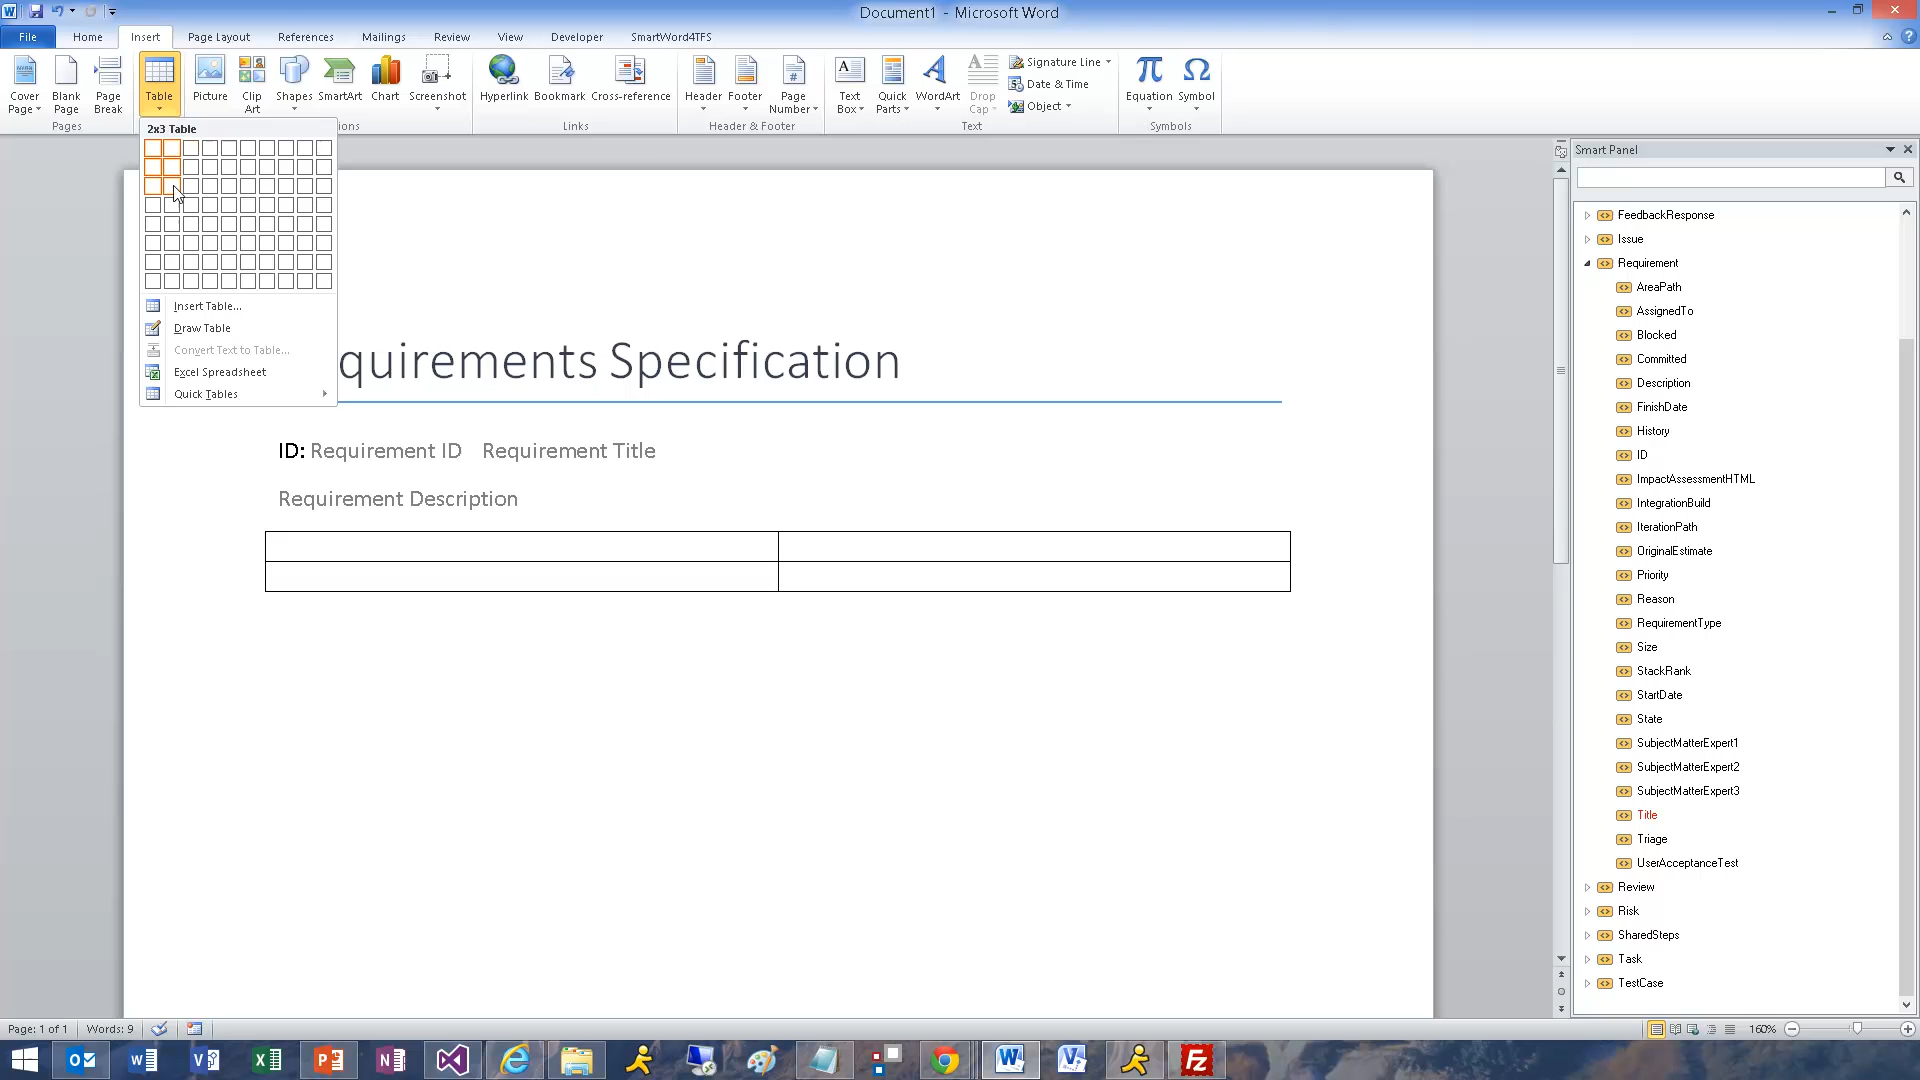 Document1 - Microsoft Word
File Home Insert Page Layout References Mailings Review View Developer SmartWord4TFS
Cover Page
Blank Page
Page Break
Pages
Table
Picture
Clip Art
Shapes
SmartArt
Chart
Screenshot
ions
Hyperlink
Bookmark
Cross-reference
Links
Header
Footer
Page Number
Header & Footer
Text Box
Quick Parts
WordArt
Drop Cap
Signature Line
Date & Time
Object
Text
Equation
Symbol
Symbols
2x3 Table
Insert Table...
Draw Table
Convert Text to Table...
Excel Spreadsheet
Quick Tables
quirements Specification
ID: Requirement ID Requirement Title
Requirement Description
Smart Panel
FeedbackResponse
Issue
Requirement
AreaPath
AssignedTo
Blocked
Committed
Description
FinishDate
History
ID
ImpactAssessmentHTML
IntegrationBuild
IterationPath
OriginalEstimate
Priority
Reason
RequirementType
Size
StackRank
StartDate
State
SubjectMatterExpert1
SubjectMatterExpert2
SubjectMatterExpert3
Title
Triage
UserAcceptanceTest
Review
Risk
SharedSteps
Task
TestCase
Page: 1 of 1 Words: 9 160%